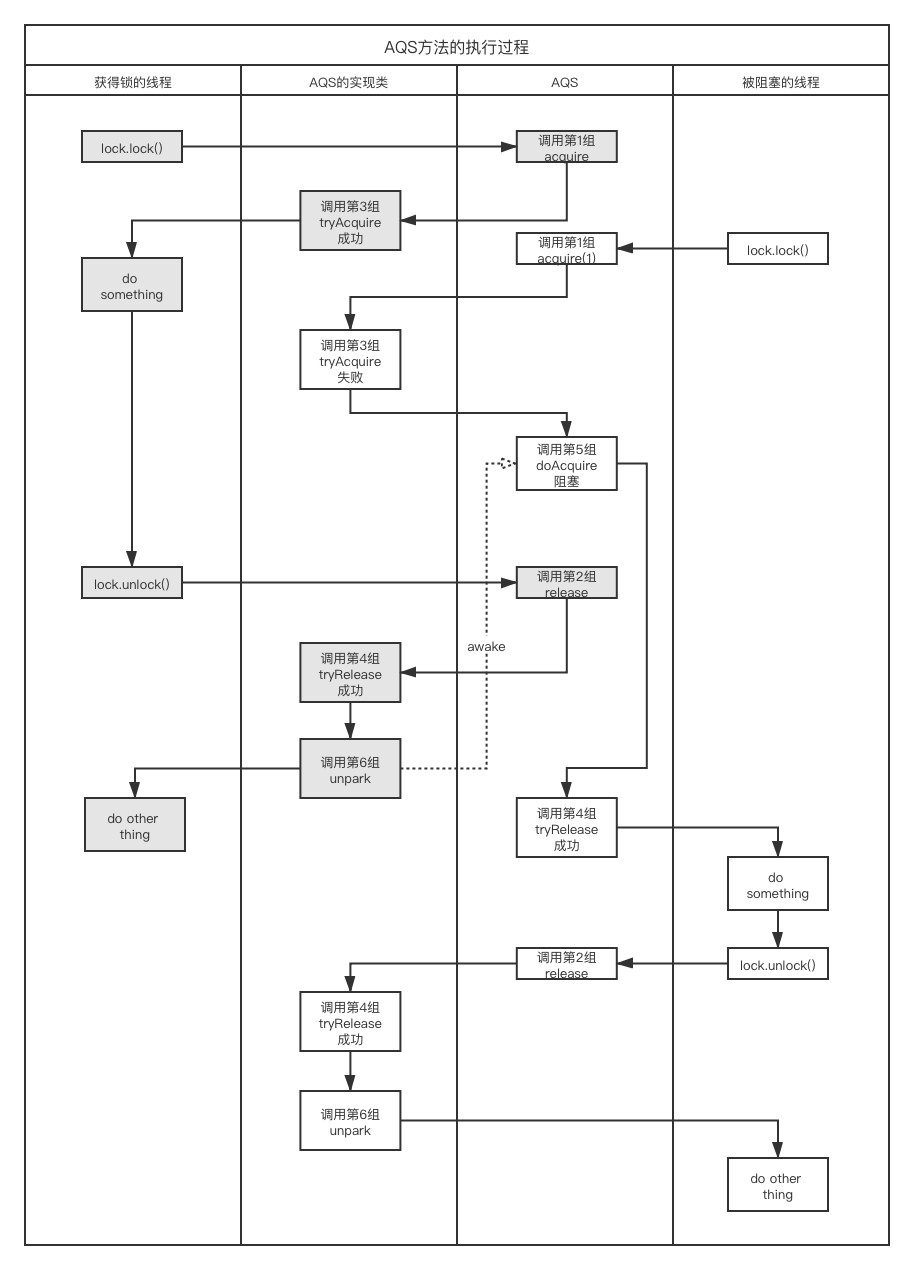 AQS方法的执行过程
获得锁的线程
AQS的实现类
AQS
被阻塞的线程
lock.lock()
调用第1组
acquire
调用第3组
tryAcquire
成功
调用第1组
acquire(1)
lock.lock()
do
something
调用第3组
tryAcquire
失败
调用第5组
doAcquire
阻塞
lock.unlock()
调用第2组
release
awake
调用第4组
tryRelease
成功
调用第6组
unpark
do other
thing
调用第4组
tryRelease
成功
do
something
调用第2组
release
lock.unlock()
调用第4组
tryRelease
成功
调用第6组
unpark
do other
thing